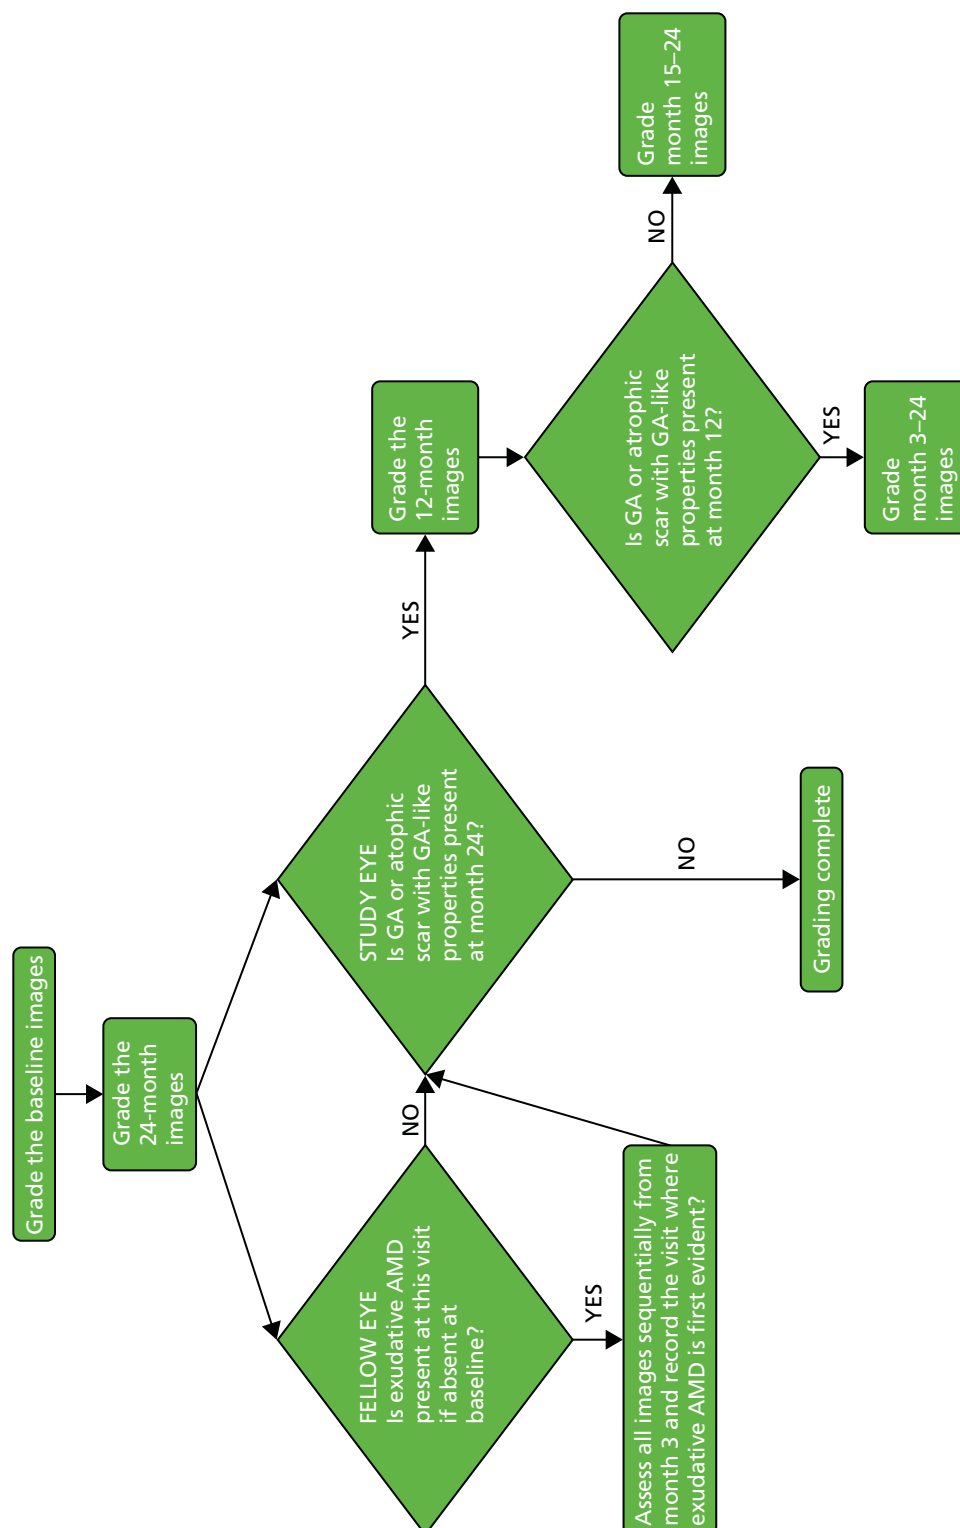 Grade the baseline images
Grade the
24-month
images
FELLOW EYE
Is exudative AMD
present at this visit
if absent at
baseline?
NO
YES
Assess all images sequentially from
month 3 and record the visit where
exudative AMD is first evident?
STUDY EYE
Is GA or atophic
scar with GA-like
properties present
at month 24?
NO
Grading complete
YES
Grade the
12-month
images
Is GA or atrophic
scar with GA-like
properties present
at month 12?
YES
Grade
month 3–24
images
NO
Grade
month 15–24
images